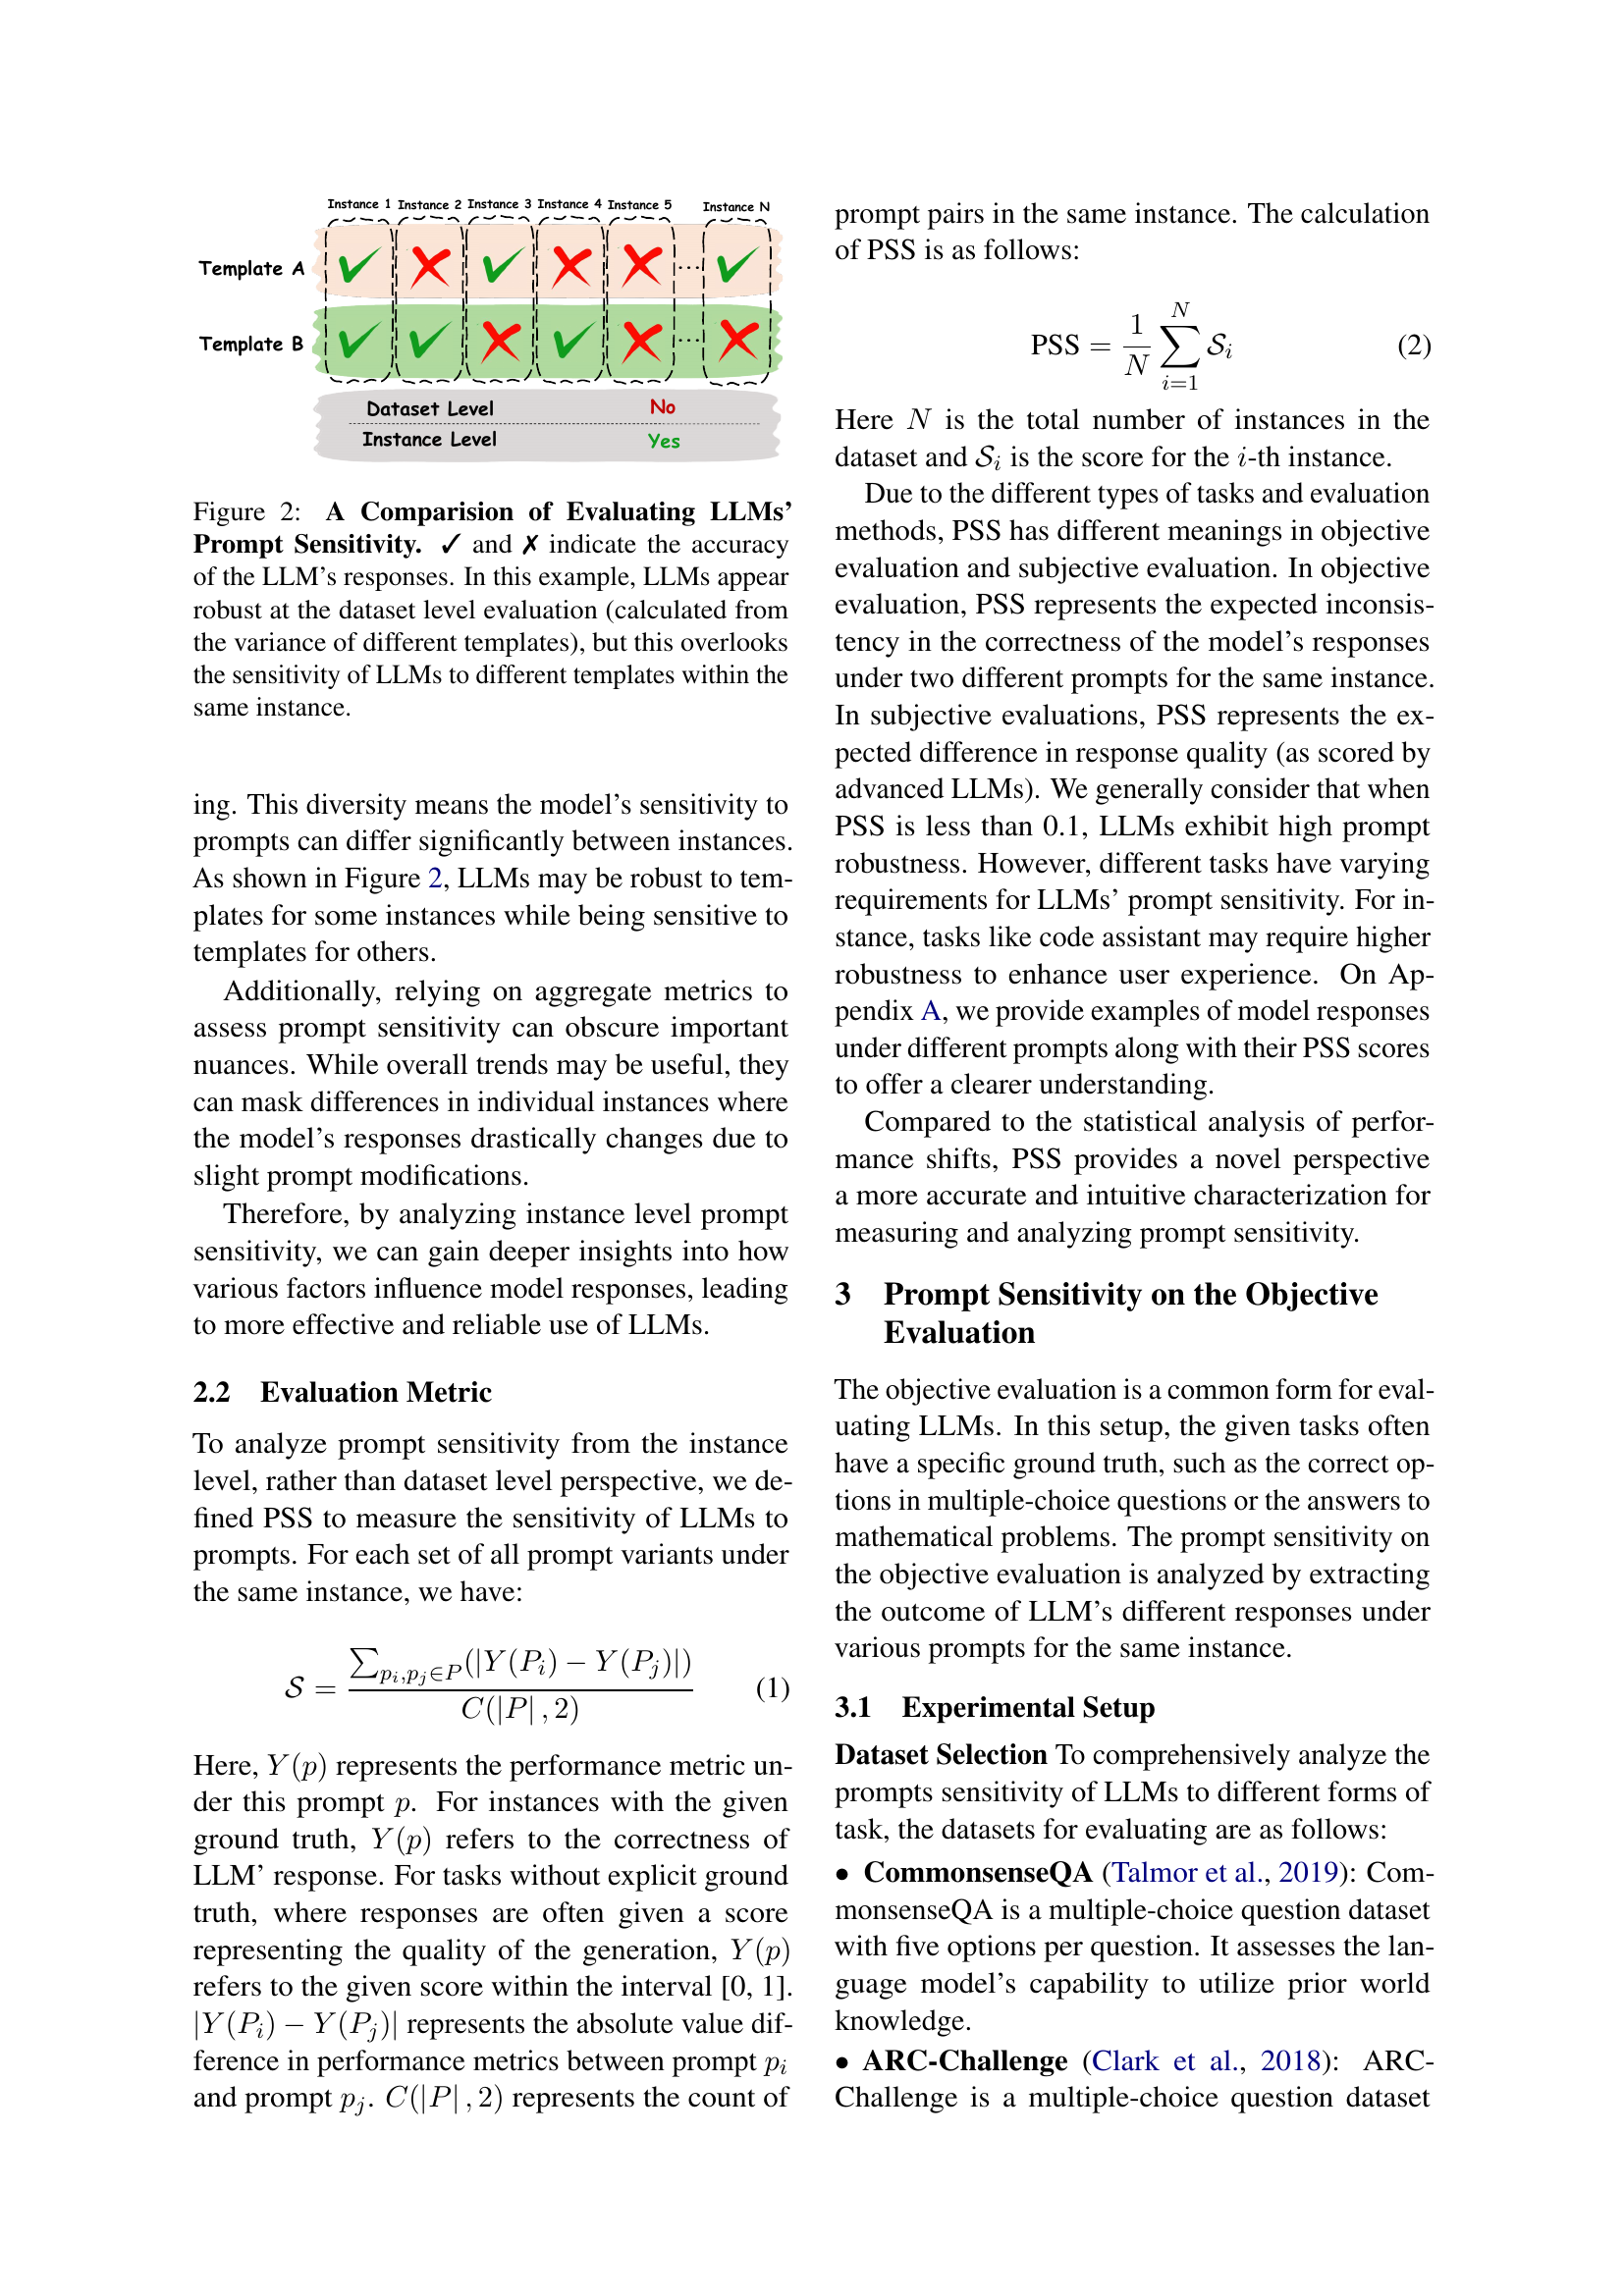 Instance 1 Instance 2 Instance 3 Instance 4 Instance 5 Instance N
Template A ✓ ✗ ✓ ✗ ✗ ... ✓
Template B ✓ ✓ ✗ ✓ ✗ ... ✗
Dataset Level No
Instance Level Yes
Figure 2: A Comparision of Evaluating LLMs’
Prompt Sensitivity. ✓ and ✗ indicate the accuracy
of the LLM’s responses. In this example, LLMs appear
robust at the dataset level evaluation (calculated from
the variance of different templates), but this overlooks
the sensitivity of LLMs to different templates within the
same instance.
ing. This diversity means the model’s sensitivity to
prompts can differ significantly between instances.
As shown in Figure 2, LLMs may be robust to tem-
plates for some instances while being sensitive to
templates for others.
Additionally, relying on aggregate metrics to
assess prompt sensitivity can obscure important
nuances. While overall trends may be useful, they
can mask differences in individual instances where
the model’s responses drastically changes due to
slight prompt modifications.
Therefore, by analyzing instance level prompt
sensitivity, we can gain deeper insights into how
various factors influence model responses, leading
to more effective and reliable use of LLMs.
2.2 Evaluation Metric
To analyze prompt sensitivity from the instance
level, rather than dataset level perspective, we de-
fined PSS to measure the sensitivity of LLMs to
prompts. For each set of all prompt variants under
the same instance, we have:
S = ∑_{p_i,p_j∈P}(|Y(P_i) − Y(P_j)|) / C(|P|, 2) (1)
Here, Y(p) represents the performance metric un-
der this prompt p. For instances with the given
ground truth, Y(p) refers to the correctness of
LLM’ response. For tasks without explicit ground
truth, where responses are often given a score
representing the quality of the generation, Y(p)
refers to the given score within the interval [0, 1].
|Y(P_i) − Y(P_j)| represents the absolute value dif-
ference in performance metrics between prompt p_i
and prompt p_j. C(|P|, 2) represents the count of
prompt pairs in the same instance. The calculation
of PSS is as follows:
PSS = 1/N ∑_{i=1}^{N} S_i (2)
Here N is the total number of instances in the
dataset and S_i is the score for the i-th instance.
Due to the different types of tasks and evaluation
methods, PSS has different meanings in objective
evaluation and subjective evaluation. In objective
evaluation, PSS represents the expected inconsis-
tency in the correctness of the model’s responses
under two different prompts for the same instance.
In subjective evaluations, PSS represents the ex-
pected difference in response quality (as scored by
advanced LLMs). We generally consider that when
PSS is less than 0.1, LLMs exhibit high prompt
robustness. However, different tasks have varying
requirements for LLMs’ prompt sensitivity. For in-
stance, tasks like code assistant may require higher
robustness to enhance user experience. On Ap-
pendix A, we provide examples of model responses
under different prompts along with their PSS scores
to offer a clearer understanding.
Compared to the statistical analysis of perfor-
mance shifts, PSS provides a novel perspective
a more accurate and intuitive characterization for
measuring and analyzing prompt sensitivity.
3 Prompt Sensitivity on the Objective
Evaluation
The objective evaluation is a common form for eval-
uating LLMs. In this setup, the given tasks often
have a specific ground truth, such as the correct op-
tions in multiple-choice questions or the answers to
mathematical problems. The prompt sensitivity on
the objective evaluation is analyzed by extracting
the outcome of LLM’s different responses under
various prompts for the same instance.
3.1 Experimental Setup
Dataset Selection To comprehensively analyze the
prompts sensitivity of LLMs to different forms of
task, the datasets for evaluating are as follows:
• CommonsenseQA (Talmor et al., 2019): Com-
monsenseQA is a multiple-choice question dataset
with five options per question. It assesses the lan-
guage model’s capability to utilize prior world
knowledge.
• ARC-Challenge (Clark et al., 2018): ARC-
Challenge is a multiple-choice question dataset